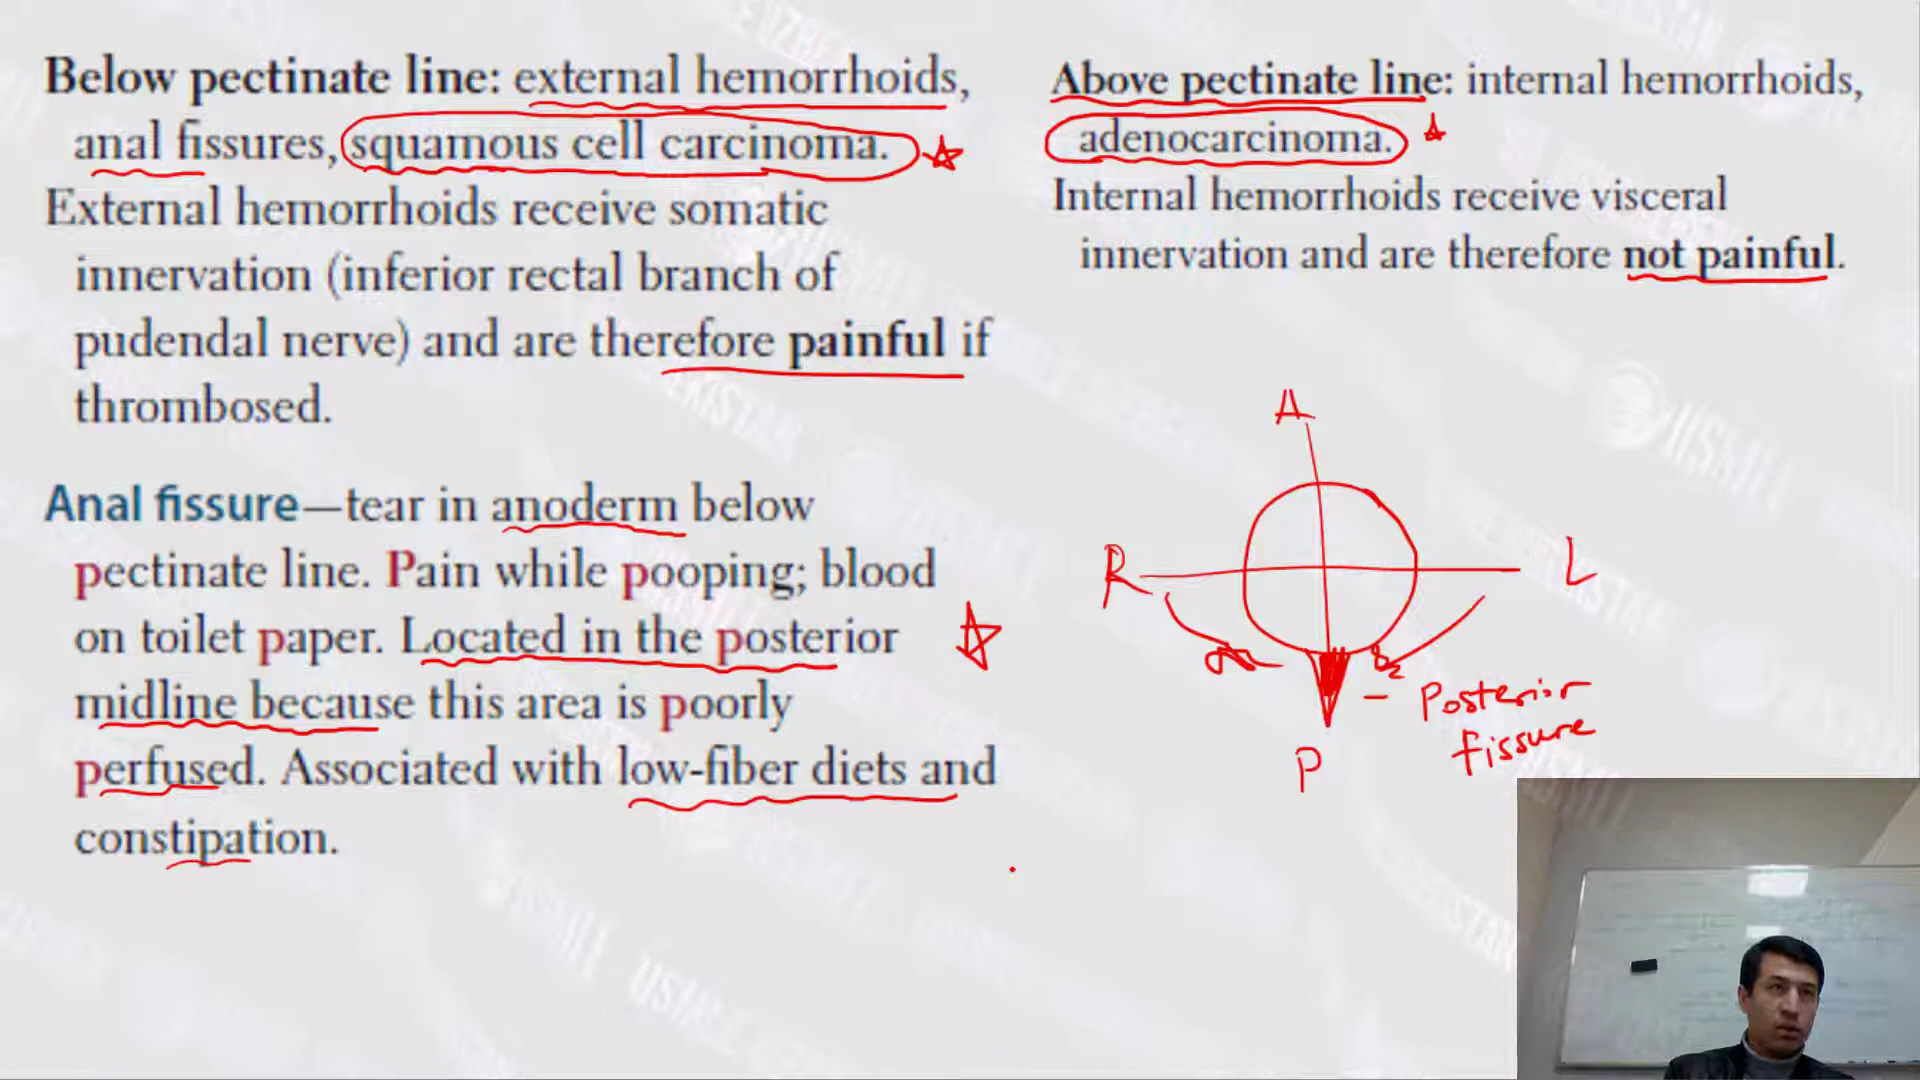 Below pectinate line: external hemorrhoids,
anal fissures, squamous cell carcinoma.
External hemorrhoids receive somatic
innervation (inferior rectal branch of
pudendal nerve) and are therefore painful if
thrombosed.
Anal fissure—tear in anoderm below
pectinate line. Pain while pooping; blood
on toilet paper. Located in the posterior
midline because this area is poorly
perfused. Associated with low-fiber diets and
constipation.
Above pectinate line: internal hemorrhoids,
adenocarcinoma.
Internal hemorrhoids receive visceral
innervation and are therefore not painful.
A
R
L
P
Posterior
fissure